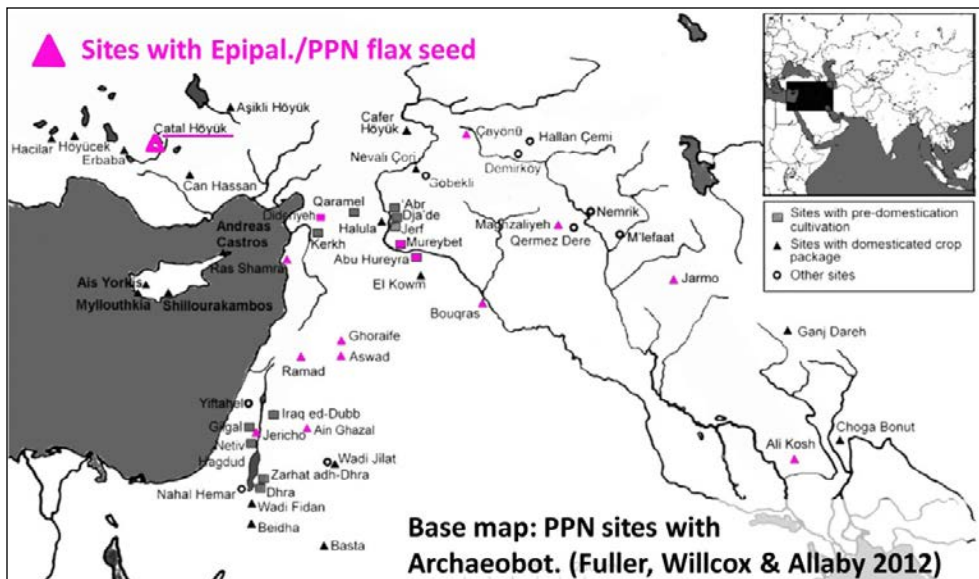 Sites with Epipal./PPN flax seed
Aşikli Höyük
Çatal Höyük
Hacilar
Höyücek
Erbaba
Can Hassan
Cafer
Höyük
Çayönü
Hallan Çemi
Demirköy
Nevalı Çori
Gobekli
Qaramel
'Abr
Dja'de
Jerf
Halula
Mureybet
Abu Hureyra
El Kowm
Dideriyeh
Kerkh
Andreas
Castros
Ras Shamra
Ais Yorkis
Myllouthkia
Shillourakambos
Maghzaliyeh
Nemrik
Qermez Dere
M'lefaat
Jarmo
Bouqras
Ganj Dareh
Ghoraife
Aswad
Ramad
Yiftahel
Iraq ed-Dubb
Gilgal
Jericho
Ain Ghazal
Netiv
Hagdud
Wadi Jilat
Zarhat adh-Dhra
Nahal Hemar
Dhra
Wadi Fidan
Beidha
Basta
Ali Kosh
Choga Bonut
Sites with pre-domestication
cultivation
Sites with domesticated crop
package
Other sites
Base map: PPN sites with
Archaeobot. (Fuller, Willcox & Allaby 2012)